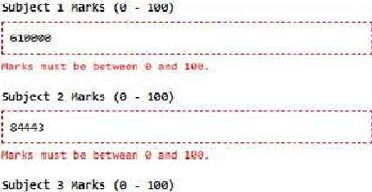 Subject 1 Marks (0 - 100)
610000
Marks must be between 0 and 100.
Subject 2 Marks (0 - 100)
84443
Marks must be between 0 and 100.
Subject 3 Marks (0 - 100)